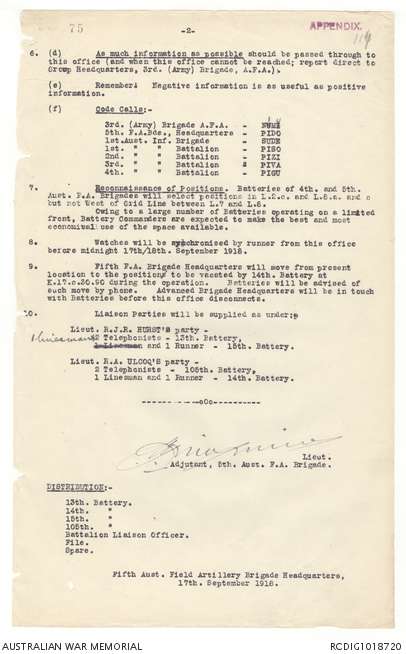 75
-2-
APPENDIX.
6. (d) As much information as possible should be passed through to
this office (and when this office cannot be reached; report direct to
Group Headquarters, 3rd. (Army) Brigade, A.F.A.).
(e) Remember: Negative information is as useful as positive
information.
(f) Code Calls:-
3rd. (Army) Brigade A.F.A. -
5th. F.A.Bde., Headquarters - PIDO
1st.Aust. Inf. Brigade - SUDE
1st. " " Battalion - PISO
2nd. " " Battalion - PIZI
3rd. " " Battalion - PIVA
4th. " " Battalion - PIGU
7. Reconnaissance of Positions. Batteries of 4th. and 5th.
Aust. F.A. Brigades will select positions in L.2.c. and L.8.a. and c
but not West of Grid Line between L.7 and L.8.
Owing to a large number of Batteries operating on a limited
front, Battery Commanders are expected to make the best and most
economical use of the space available.
8. Watches will be synchronised by runner from this office
before midnight 17th/18th. September 1918.
9. Fifth F.A. Brigade Headquarters will move from present
location to the positions to be vacated by 14th. Battery at
K.17.c.30.90 during the operation. Batteries will be advised of
such move by phone. Advanced Brigade Headquarters will be in touch
with Batteries before this office disconnects.
10. Liaison Parties will be supplied as under:
Lieut. R.J.R. HURST'S party -
1 linesman 2 Telephonists - 13th. Battery,
1 Linesman and 1 Runner - 15th. Battery.
Lieut. R.A. ULCOQ'S party -
2 Telephonists - 105th. Battery,
1 Linesman and 1 Runner - 14th. Battery.
----------o0o----------
Lieut.
Adjutant, 5th. Aust. F.A. Brigade.
DISTRIBUTION:-
13th. Battery.
14th. "
15th. "
105th. "
Battalion Liaison Officer.
File.
Spare.
Fifth Aust. Field Artillery Brigade Headquarters,
17th. September 1918.
AUSTRALIAN WAR MEMORIAL
RCDIG1018720